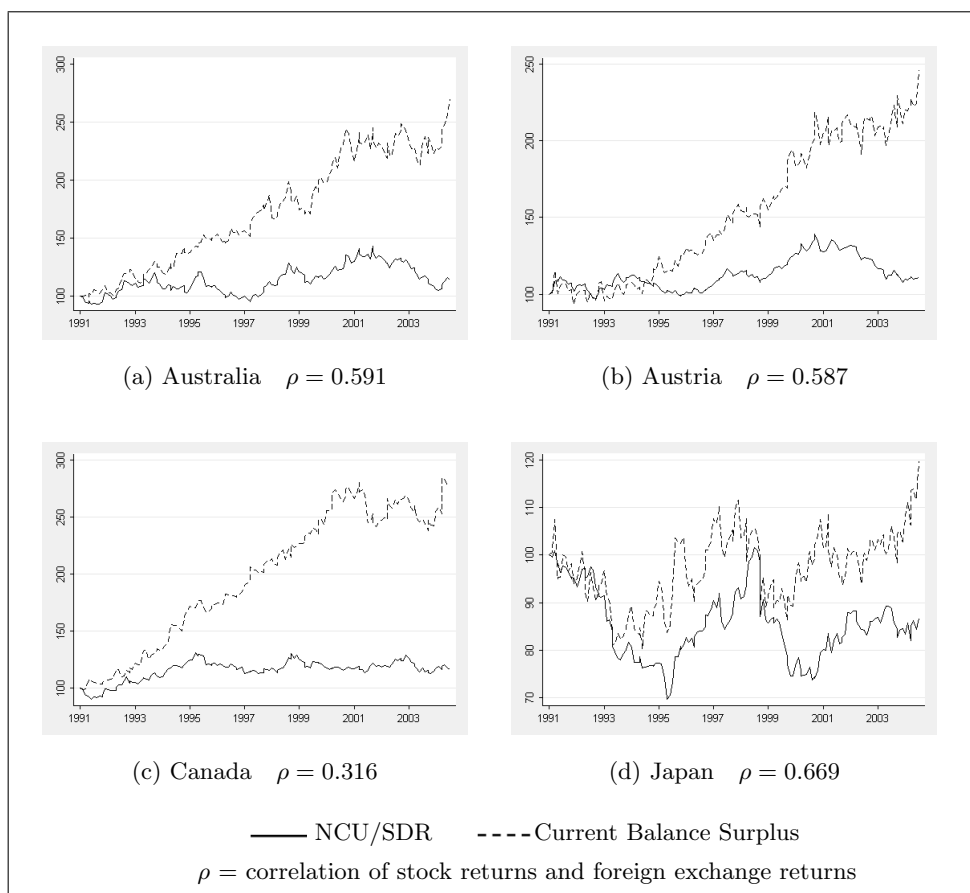 300
250
200
150
100
1991 1993 1995 1997 1999 2001 2003
(a) Australia ρ = 0.591
250
200
150
100
1991 1993 1995 1997 1999 2001 2003
(b) Austria ρ = 0.587
300
250
200
150
100
1991 1993 1995 1997 1999 2001 2003
(c) Canada ρ = 0.316
120
110
100
90
80
70
1991 1993 1995 1997 1999 2001 2003
(d) Japan ρ = 0.669
NCU/SDR Current Balance Surplus
ρ = correlation of stock returns and foreign exchange returns